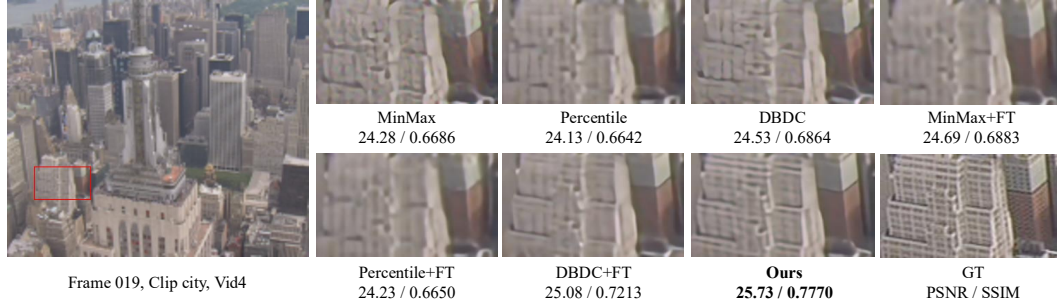 MinMax
24.28 / 0.6686
Percentile
24.13 / 0.6642
DBDC
24.53 / 0.6864
MinMax+FT
24.69 / 0.6883
Frame 019, Clip city, Vid4
Percentile+FT
24.23 / 0.6650
DBDC+FT
25.08 / 0.7213
Ours
25.73 / 0.7770
GT
PSNR / SSIM